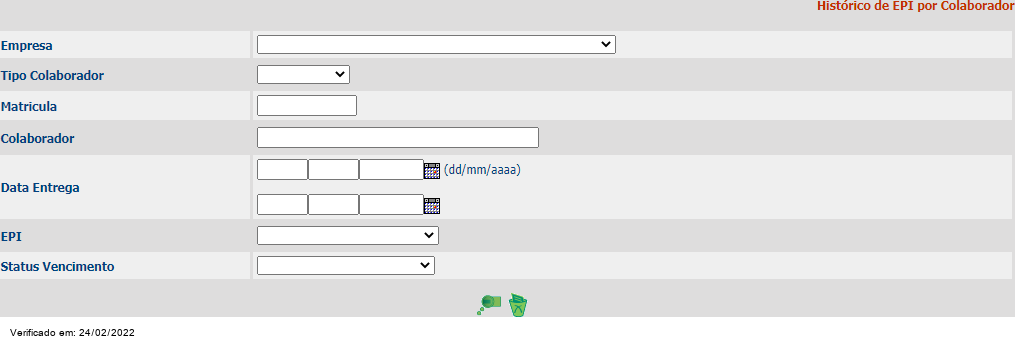 Histórico de EPI por Colaborador
Empresa
Tipo Colaborador
Matricula
Colaborador
Data Entrega
(dd/mm/aaaa)
EPI
Status Vencimento
Verificado em: 24/02/2022